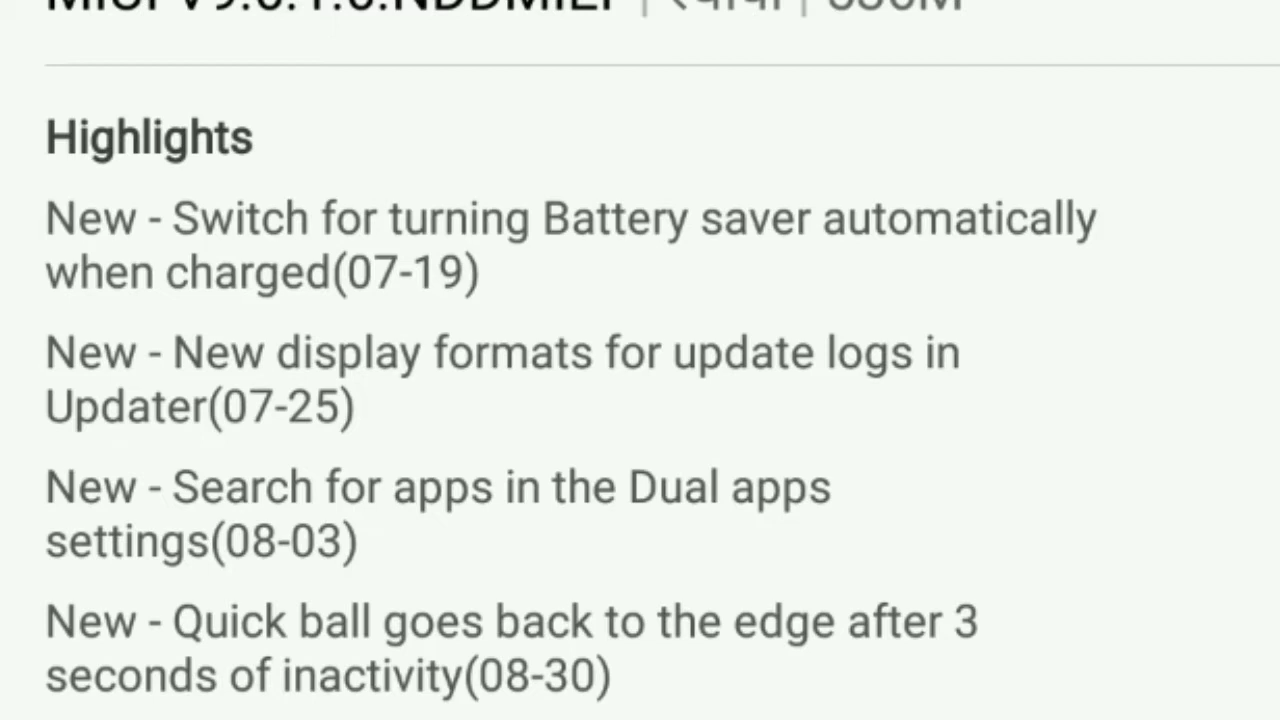 Highlights
New - Switch for turning Battery saver automatically
when charged(07-19)
New - New display formats for update logs in
Updater(07-25)
New - Search for apps in the Dual apps
settings(08-03)
New - Quick ball goes back to the edge after 3
seconds of inactivity(08-30)